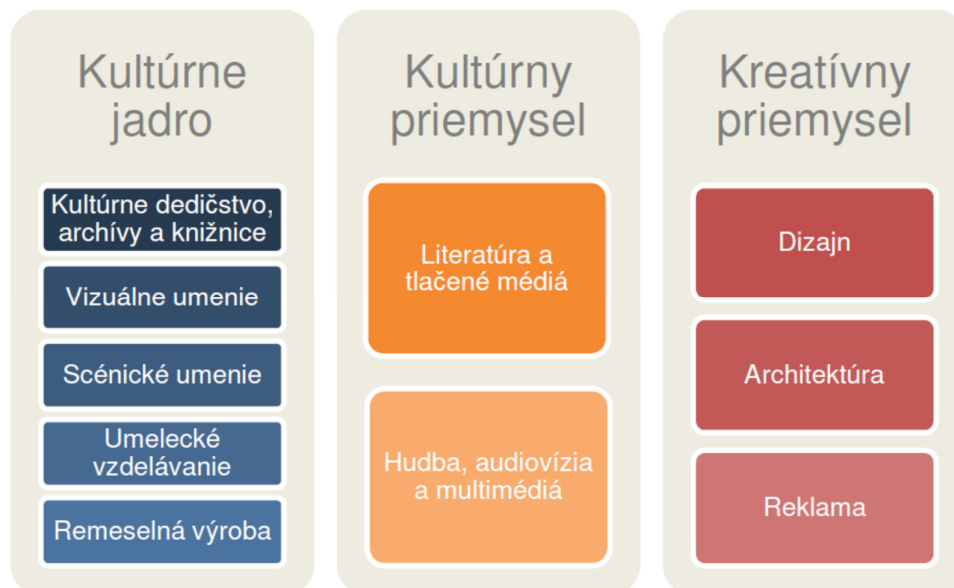 Kultúrne
jadro
Kultúrne dedičstvo,
archívy a knižnice
Vizuálne umenie
Scénické umenie
Umelecké
vzdelávanie
Remeselná výroba
Kultúrny
priemysel
Literatúra a
tlačené médiá
Hudba, audiovízia
a multimédiá
Kreatívny
priemysel
Dizajn
Architektúra
Reklama